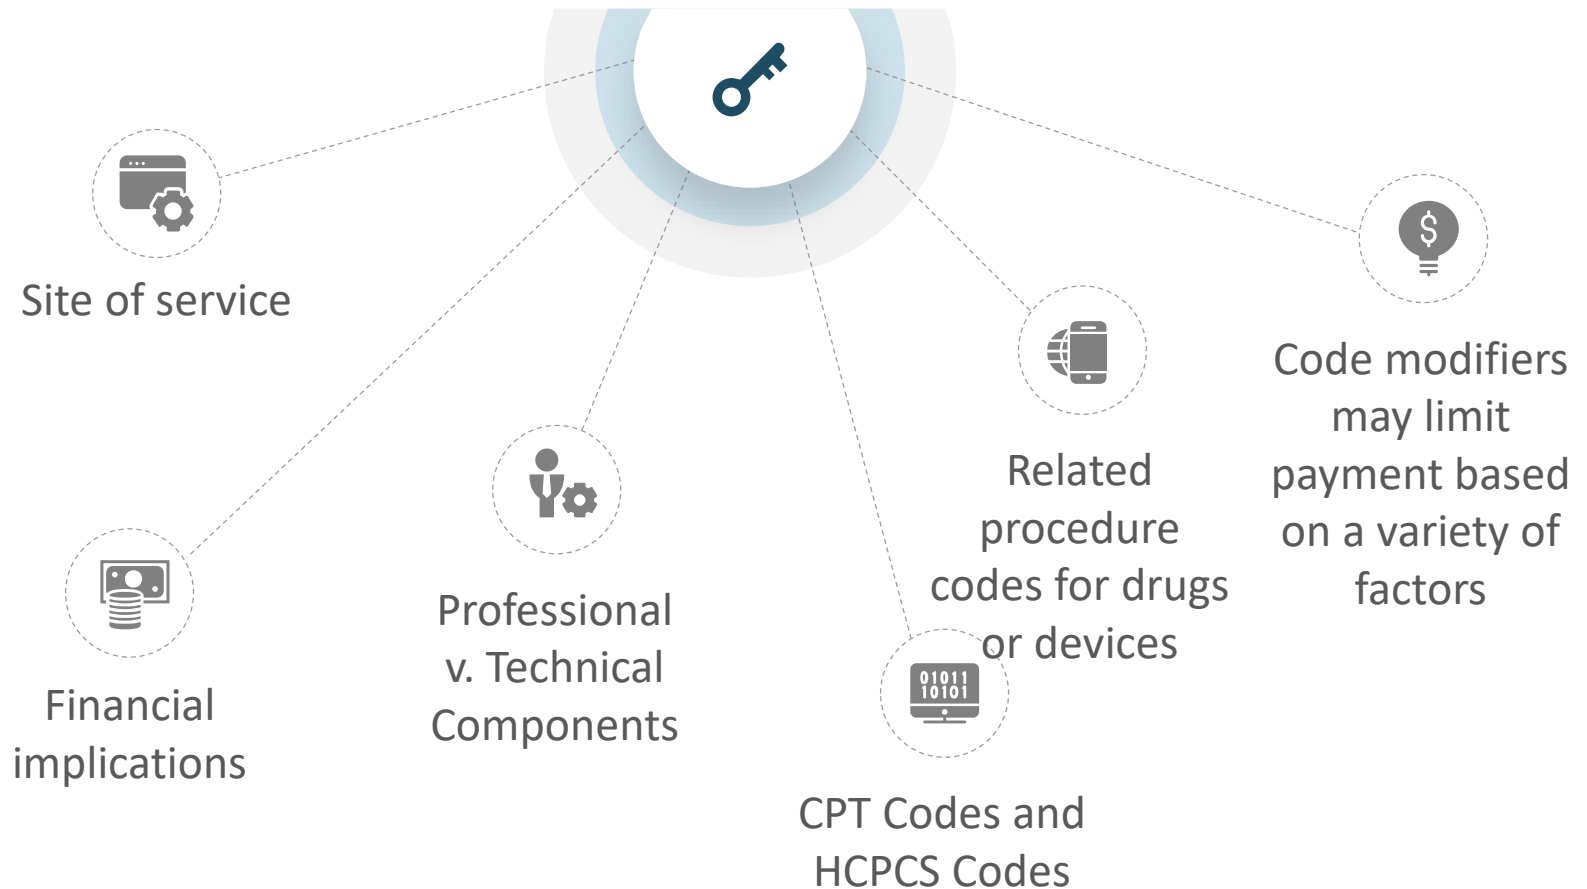 Site of service
Financial
implications
Professional
v. Technical
Components
01011
10101
CPT Codes and
HCPCS Codes
Related
procedure
codes for drugs
or devices
$
Code modifiers
may limit
payment based
on a variety of
factors